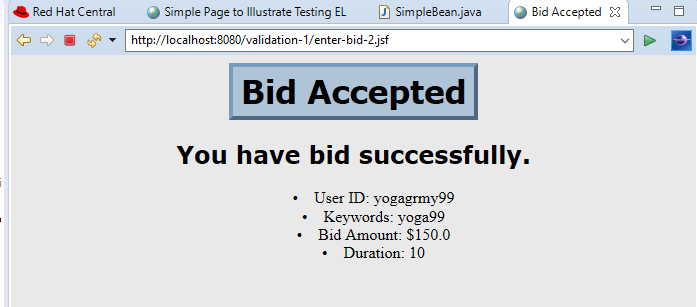 Red Hat Central
Simple Page to Illustrate Testing EL
SimpleBean.java
Bid Accepted
http://localhost:8080/validation-1/enter-bid-2.jsf
Bid Accepted
You have bid successfully.
• User ID: yogagrmy99
• Keywords: yoga99
• Bid Amount: $150.0
• Duration: 10